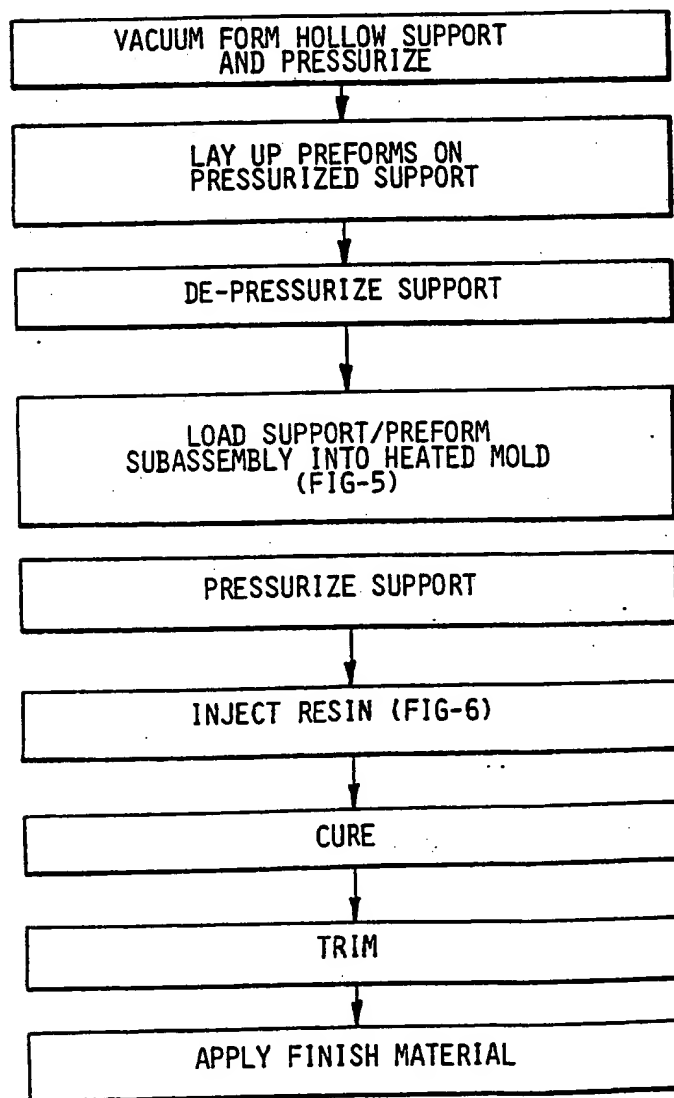 VACUUM FORM HOLLOW SUPPORT
AND PRESSURIZE
LAY UP PREFORMS ON
PRESSURIZED SUPPORT
DE-PRESSURIZE SUPPORT
LOAD SUPPORT/PREFORM
SUBASSEMBLY INTO HEATED MOLD
(FIG-5)
PRESSURIZE SUPPORT
INJECT RESIN (FIG-6)
CURE
TRIM
APPLY FINISH MATERIAL